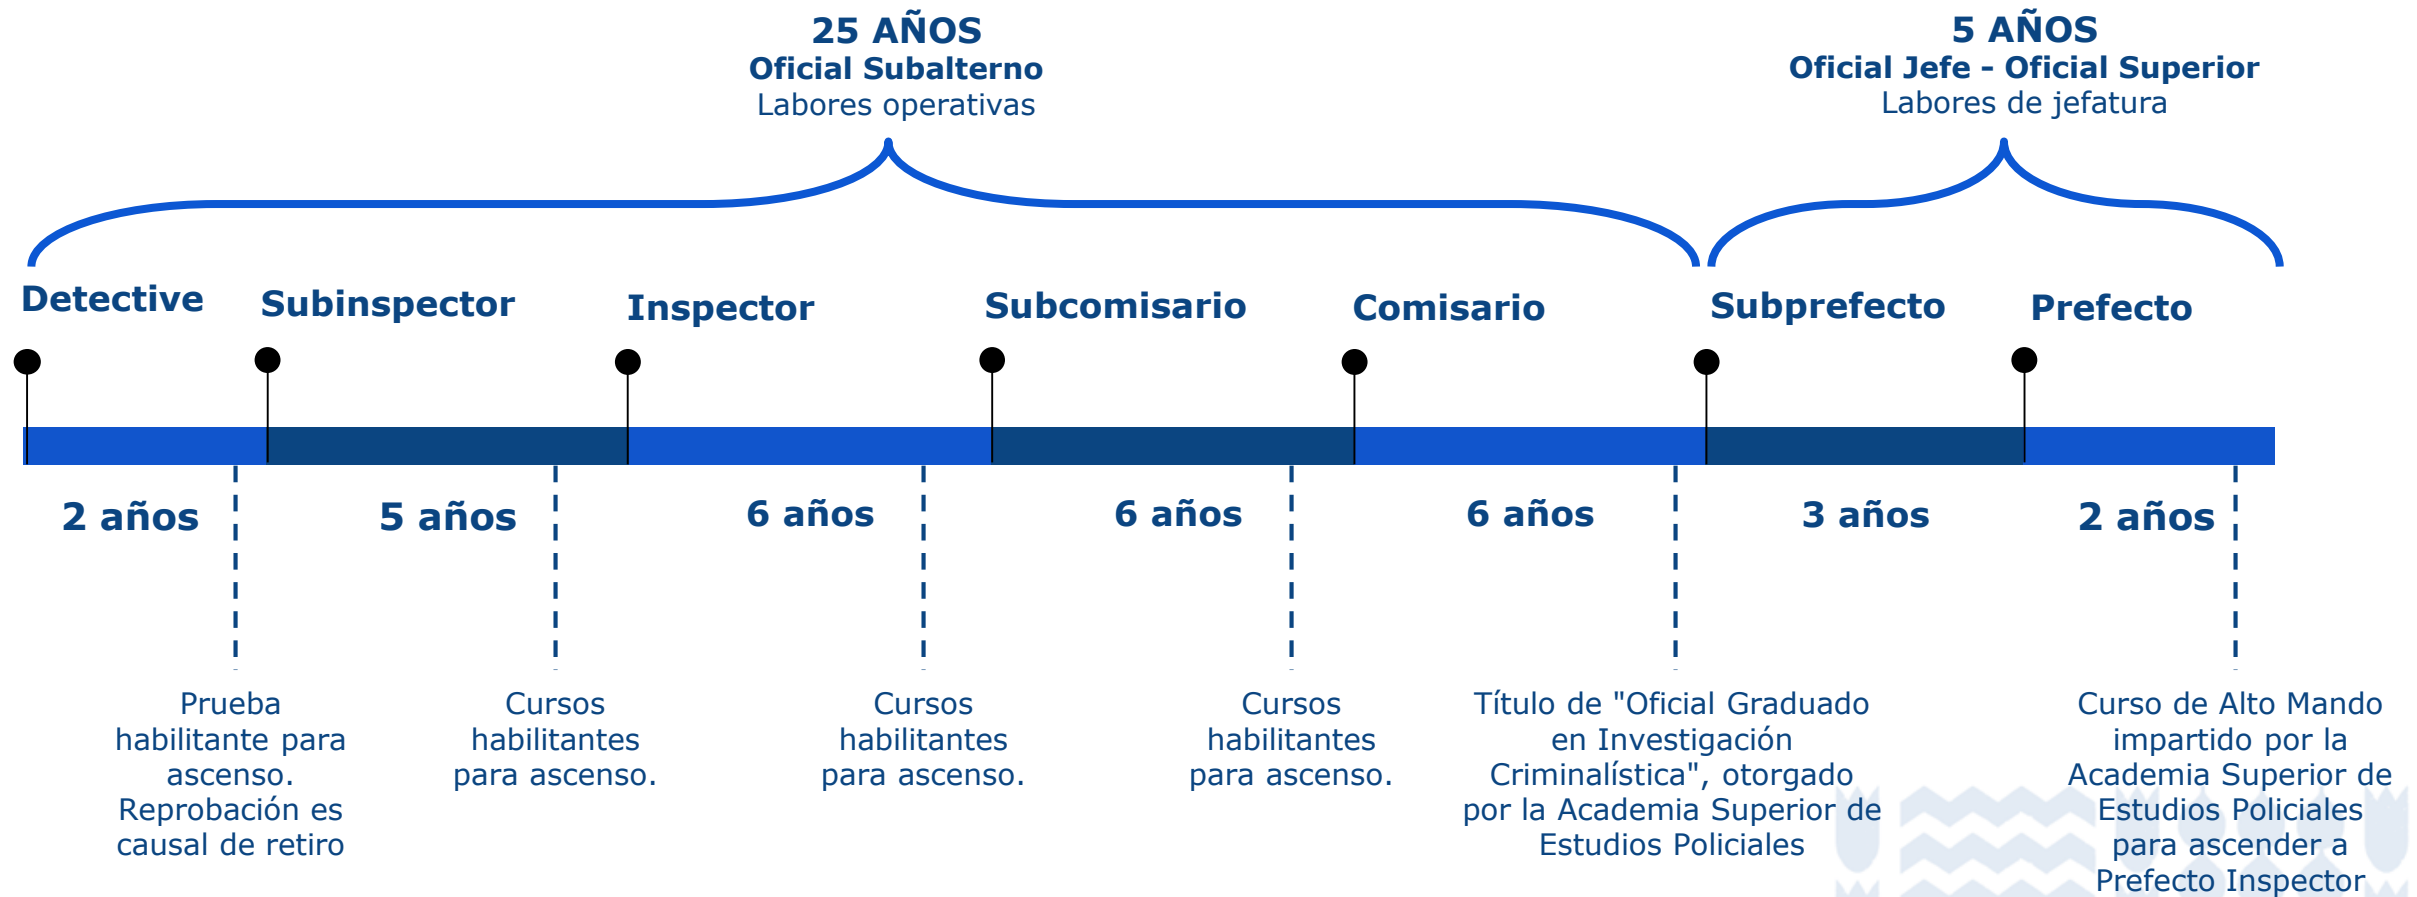 25 AÑOS
Oficial Subalterno
Labores operativas
5 AÑOS
Oficial Jefe - Oficial Superior
Labores de jefatura
Detective
Subinspector
Inspector
Subcomisario
Comisario
Subprefecto
Prefecto
2 años
5 años
6 años
6 años
6 años
3 años
2 años
Prueba
habilitante para
ascenso.
Reprobación es
causal de retiro
Cursos
habilitantes
para ascenso.
Cursos
habilitantes
para ascenso.
Cursos
habilitantes
para ascenso.
Título de "Oficial Graduado
en Investigación
Criminalística", otorgado
por la Academia Superior de
Estudios Policiales
Curso de Alto Mando
impartido por la
Academia Superior de
Estudios Policiales
para ascender a
Prefecto Inspector